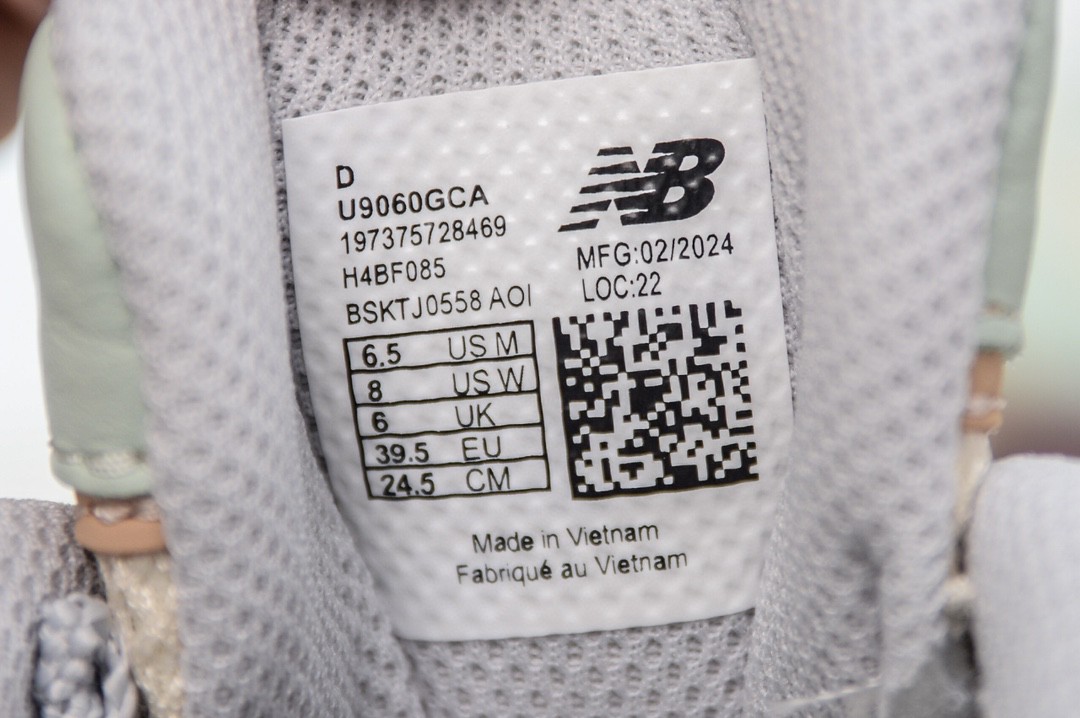 D
U9060GCA
197375728469
H4BF085
BSKTJ0558 AOI
NB
MFG:02/2024
LOC:22
6.5 US M
8 US W
6 UK
39.5 EU
24.5 CM
Made in Vietnam
Fabriqué au Vietnam